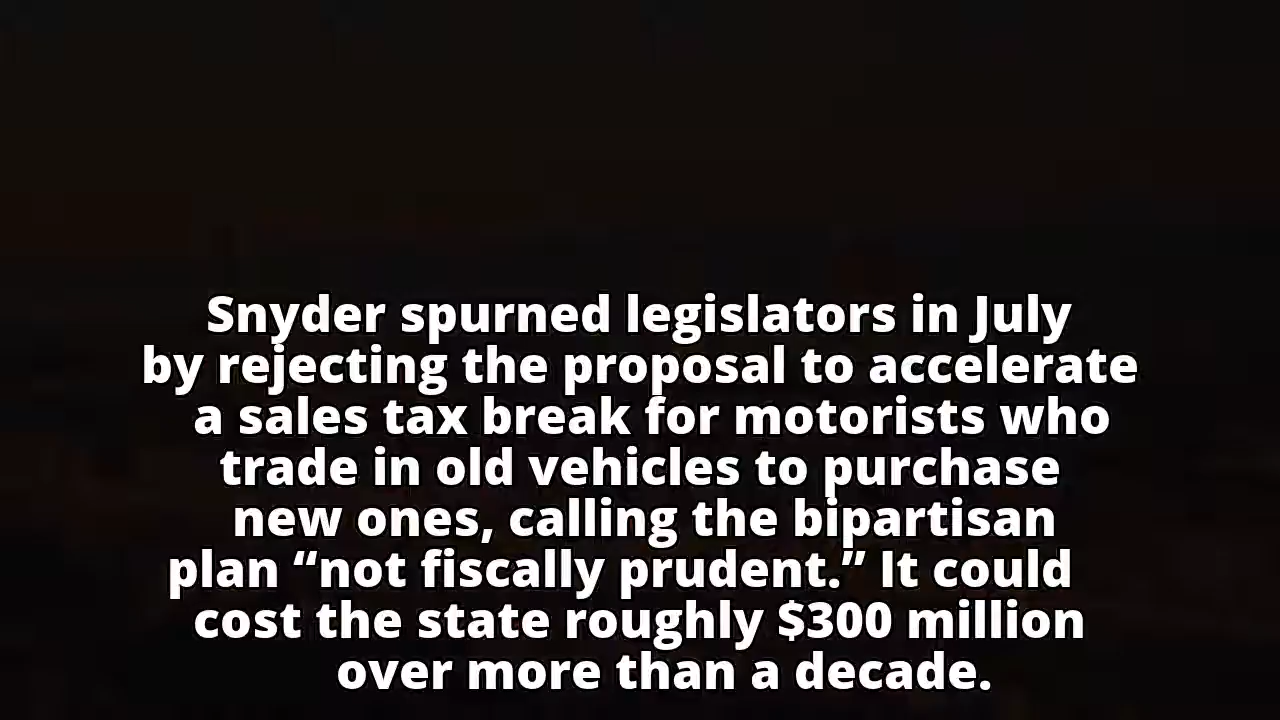 Snyder spurned legislators in July
by rejecting the proposal to accelerate
a sales tax break for motorists who
trade in old vehicles to purchase
new ones, calling the bipartisan
plan “not fiscally prudent.” It could
cost the state roughly $300 million
over more than a decade.